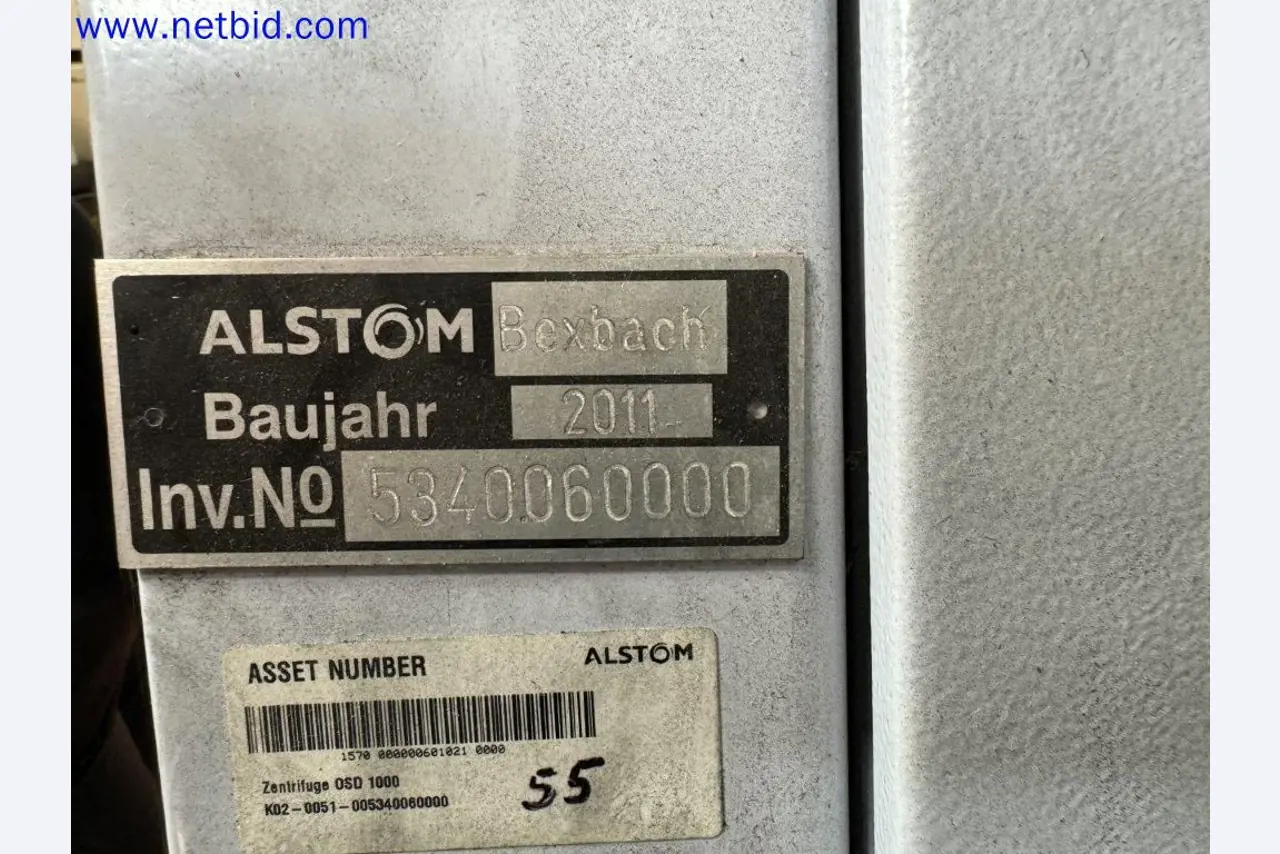 www.netbid.com
ALSTOM Bexbach
Baujahr 2011
Inv.Nº 5340060000
ASSET NUMBER ALSTOM
1570 000000601021 0000
Zentrifuge OSD 1000
K02-0051-005340060000
55